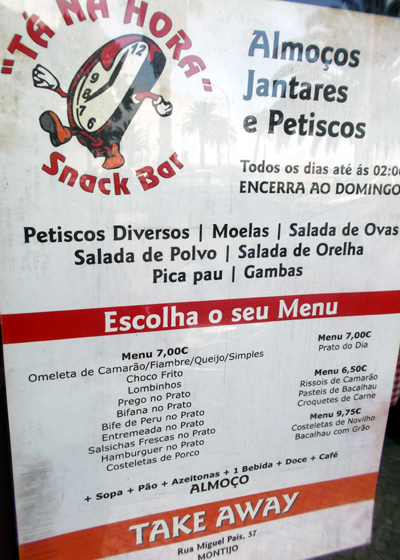 "TÁ NA HORA"
Snack Bar
Almoços
Jantares
e Petiscos
Todos os dias até ás 02:0
ENCERRA AO DOMINGO
Petiscos Diversos | Moelas | Salada de Ovas
Salada de Polvo | Salada de Orelha
Pica pau | Gambas
Escolha o seu Menu
Menu 7,00€
Omeleta de Camarão/Fiambre/Queijo/Simples
Choco Frito
Lombinhos
Prego no Prato
Bifana no Prato
Bife de Peru no Prato
Entremeada no Prato
Salsichas Frescas no Prato
Hamburguer no Prato
Costeletas de Porco
Menu 7,00€
Prato do Dia
Menu 6,50€
Rissois de Camarão
Pasteis de Bacalhau
Croquetes de Carne
Menu 9,75€
Costeletas de Novilho
Bacalhau com Grão
+ Sopa + Pão + Azeitonas + 1 Bebida + Doce + Café
ALMOÇO
TAKE AWAY
Rua Miguel Pais, 57
MONTIJO